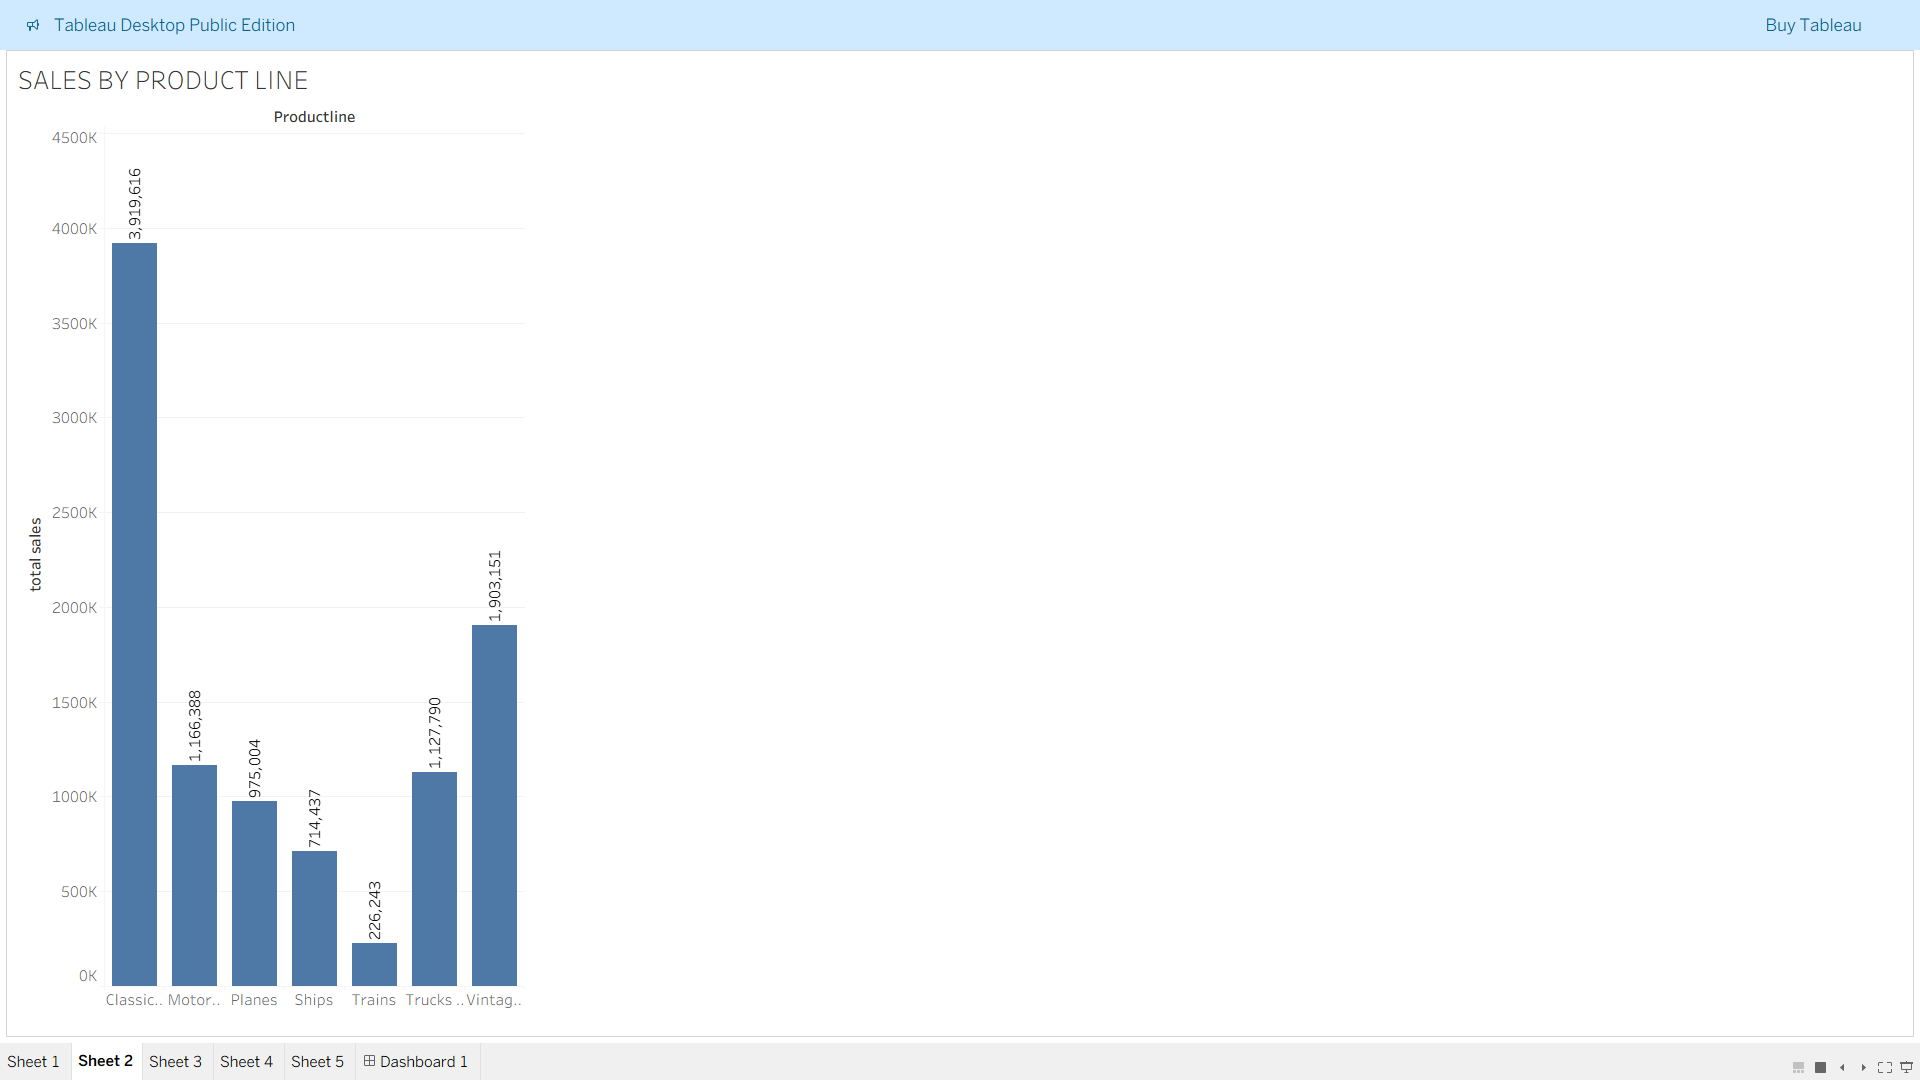 Tableau Desktop Public Edition
Buy Tableau
SALES BY PRODUCT LINE
Productline
4500K
4000K
3500K
3000K
2500K
2000K
1500K
1000K
500K
0K
total sales
3,919,616
1,166,388
975,004
714,437
226,243
1,127,790
1,903,151
Classic.. Motor.. Planes Ships Trains Trucks .. Vintag..
Sheet 1 Sheet 2 Sheet 3 Sheet 4 Sheet 5 Dashboard 1